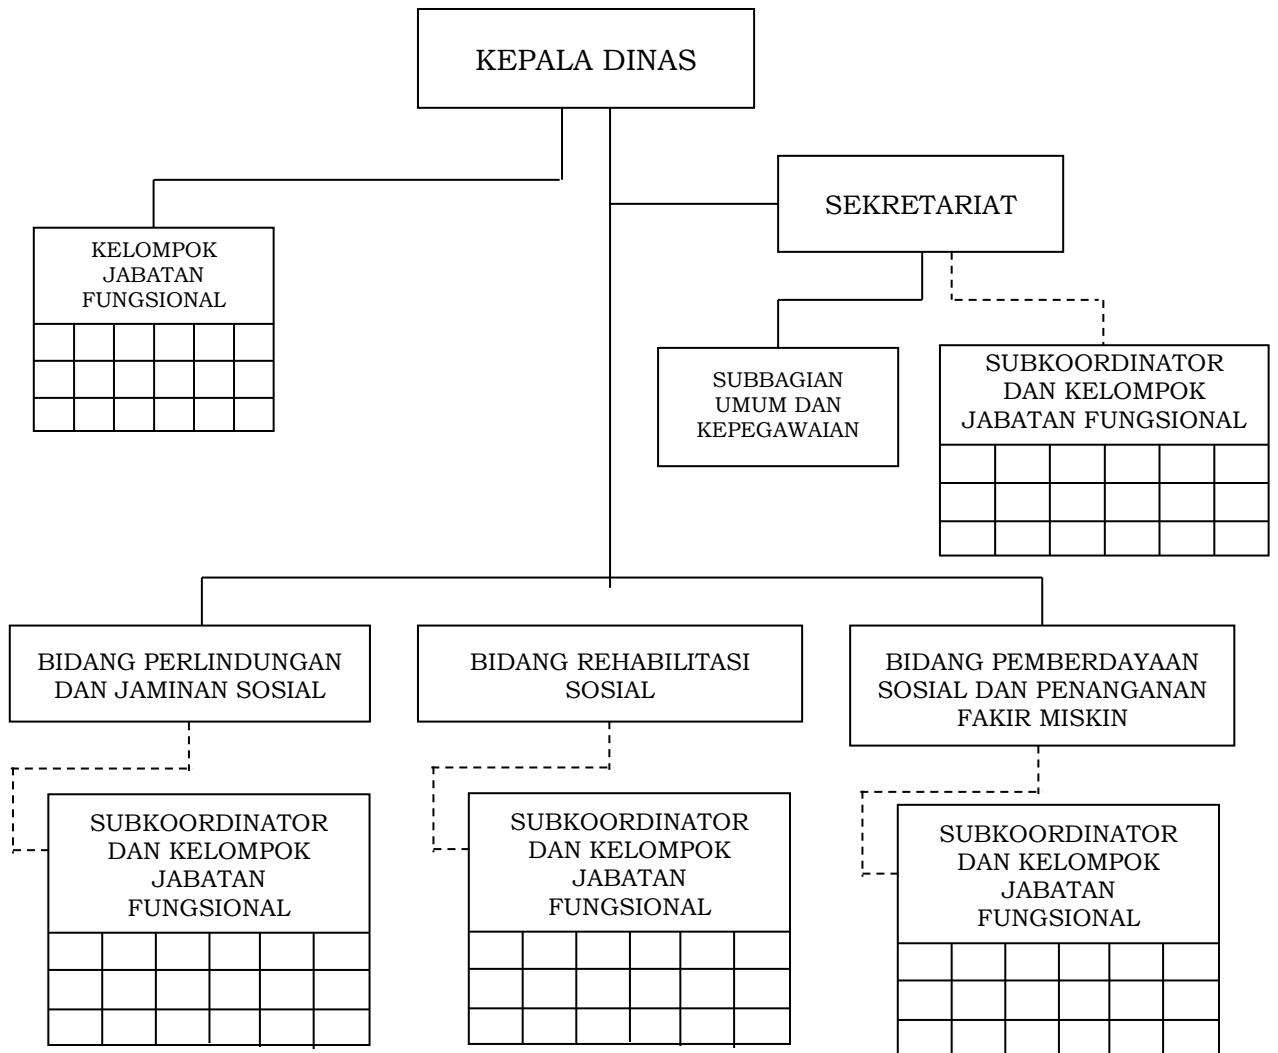 KEPALA DINAS
SEKRETARIAT
KELOMPOK
JABATAN
FUNGSIONAL
SUBBAGIAN
UMUM DAN
KEPEGAWAIAN
SUBKOORDINATOR
DAN KELOMPOK
JABATAN FUNGSIONAL
BIDANG PERLINDUNGAN
DAN JAMINAN SOSIAL
BIDANG REHABILITASI
SOSIAL
BIDANG PEMBERDAYAAN
SOSIAL DAN PENANGANAN
FAKIR MISKIN
SUBKOORDINATOR
DAN KELOMPOK
JABATAN
FUNGSIONAL
SUBKOORDINATOR
DAN KELOMPOK
JABATAN
FUNGSIONAL
SUBKOORDINATOR
DAN KELOMPOK
JABATAN
FUNGSIONAL